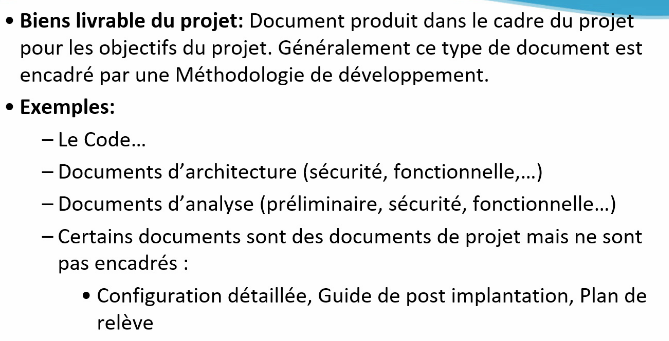 • Biens livrable du projet: Document produit dans le cadre du projet
pour les objectifs du projet. Généralement ce type de document est
encadré par une Méthodologie de développement.
• Exemples:
– Le Code…
– Documents d’architecture (sécurité, fonctionnelle,…)
– Documents d’analyse (préliminaire, sécurité, fonctionnelle…)
– Certains documents sont des documents de projet mais ne sont
pas encadrés :
• Configuration détaillée, Guide de post implantation, Plan de
relève